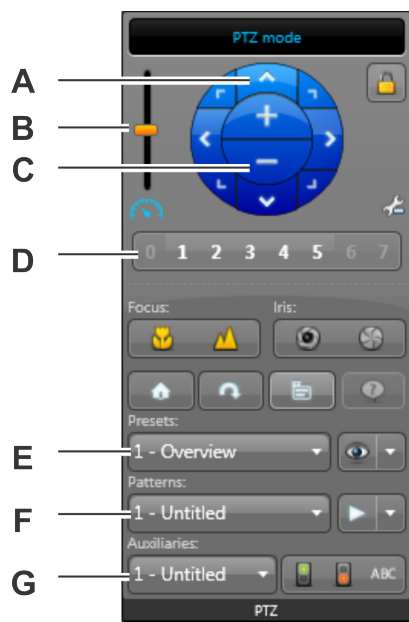 PTZ mode
A
B
C
D
0 1 2 3 4 5 6 7
Focus: Iris:
Presets:
E
1 - Overview
Patterns:
F
1 - Untitled
Auxiliaries:
G
1 - Untitled ABC
PTZ